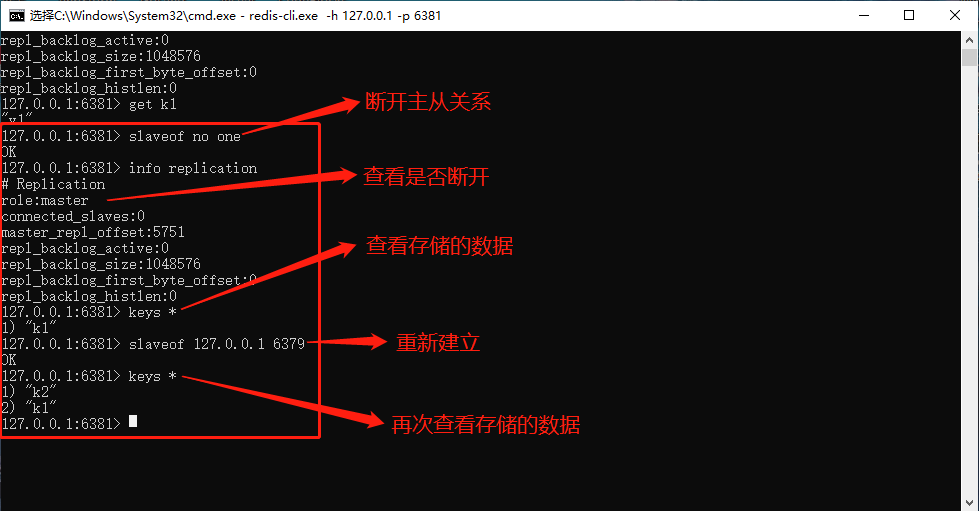 选择C:\Windows\System32\cmd.exe - redis-cli.exe -h 127.0.0.1 -p 6381
repl_backlog_active:0
repl_backlog_size:1048576
repl_backlog_first_byte_offset:0
repl_backlog_histlen:0
127.0.0.1:6381> get k1
断开主从关系
"v1"
127.0.0.1:6381> slaveof no one
OK
127.0.0.1:6381> info replication
查看是否断开
# Replication
role:master
connected_slaves:0
master_repl_offset:5751
查看存储的数据
repl_backlog_active:0
repl_backlog_size:1048576
repl_backlog_first_byte_offset:0
repl_backlog_histlen:0
127.0.0.1:6381> keys *
1) "k1"
127.0.0.1:6381> slaveof 127.0.0.1 6379
重新建立
OK
127.0.0.1:6381> keys *
1) "k2"
2) "k1"
127.0.0.1:6381>
再次查看存储的数据